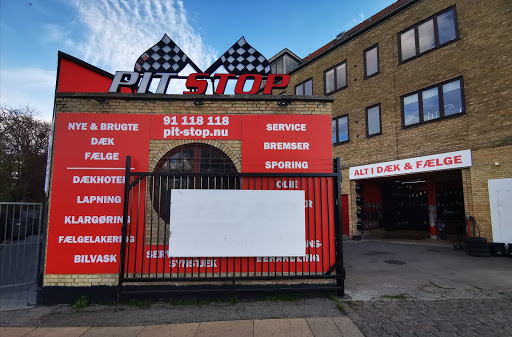 PIT STOP
NYE & BRUGTE
DÆK
FÆLGE
DÆKHOTEL
LAPNING
KLARGØRING
FÆLGELAKERING
BILVASK
91 118 118
pit-stop.nu
SERVICE
BREMSER
SPORING
OLIE
BEHANDLING
ALT I DÆK & FÆLGE